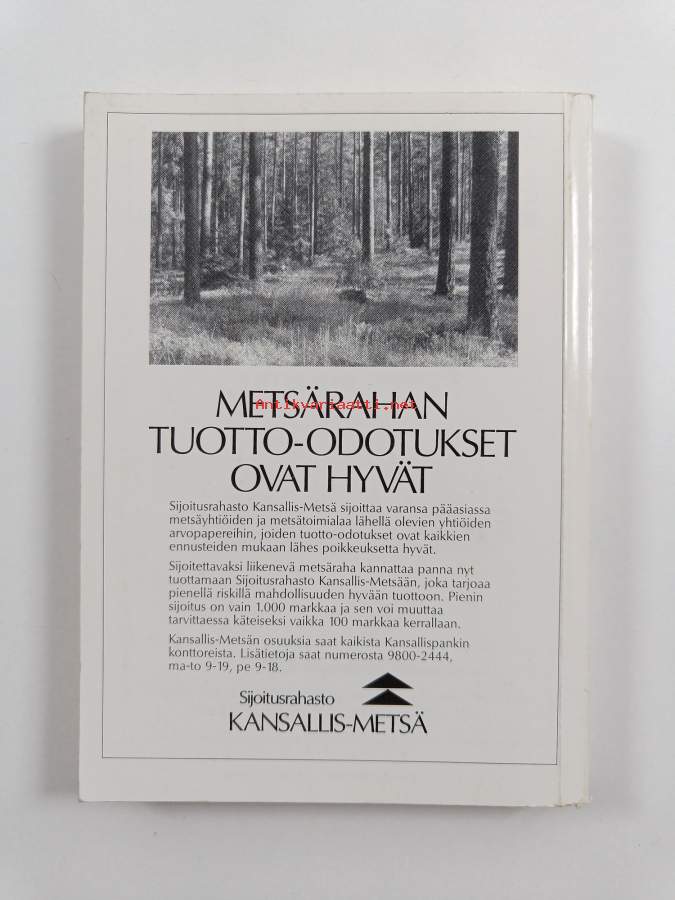 METSÄRAHAN
Antikvariaatti.net
TUOTTO-ODOTUKSET
OVAT HYVÄT
Sijoitusrahasto Kansallis-Metsä sijoittaa varansa pääasiassa
metsäyhtiöiden ja metsätoimialaa lähellä olevien yhtiöiden
arvopapereihin, joiden tuotto-odotukset ovat kaikkien
ennusteiden mukaan lähes poikkeuksetta hyvät.
Sijoitettavaksi liikenevä metsäraha kannattaa panna nyt
tuottamaan Sijoitusrahasto Kansallis-Metsään, joka tarjoaa
pienellä riskillä mahdollisuuden hyvään tuottoon. Pienin
sijoitus on vain 1.000 markkaa ja sen voi muuttaa
tarvittaessa käteiseksi vaikka 100 markkaa kerrallaan.
Kansallis-Metsän osuuksia saat kaikista Kansallispankin
konttoreista. Lisätietoja saat numerosta 9800-2444,
ma-to 9-19, pe 9-18.
Sijoitusrahasto
KANSALLIS-METSÄ